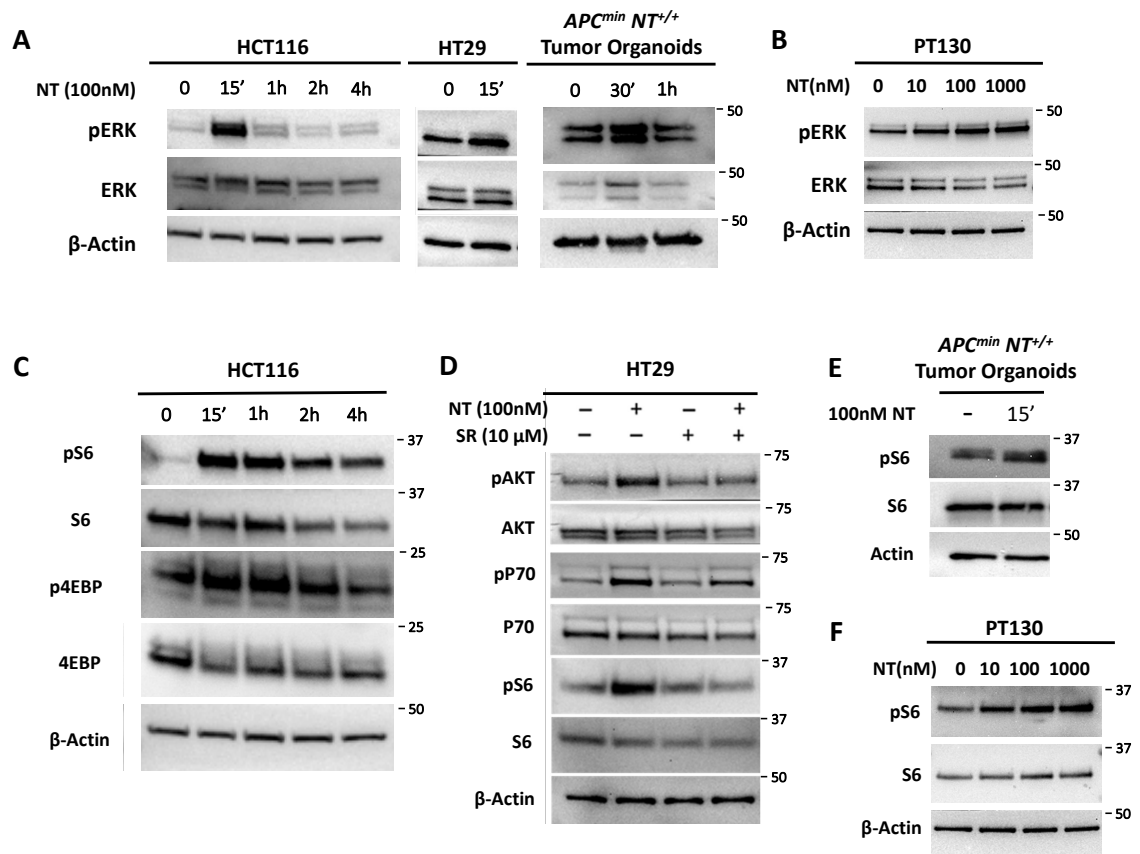 A
HCT116
NT (100nM)
0 15′ 1h 2h 4h
HT29
0 15′
APCmin NT+/+
Tumor Organoids
0 30′ 1h
pERK
50
ERK
50
β-Actin
50
B
PT130
NT(nM)
0 10 100 1000
pERK
50
ERK
50
β-Actin
50
C
HCT116
0 15′ 1h 2h 4h
pS6
37
S6
37
p4EBP
25
4EBP
25
β-Actin
50
D
HT29
NT (100nM) – + – +
SR (10 μM) – – + +
pAKT
75
AKT
75
pP70
75
P70
75
pS6
37
S6
37
β-Actin
50
E
APCmin NT+/+
Tumor Organoids
100nM NT – 15′
pS6
37
S6
37
Actin
50
F
PT130
NT(nM) 0 10 100 1000
pS6
37
S6
37
β-Actin
50